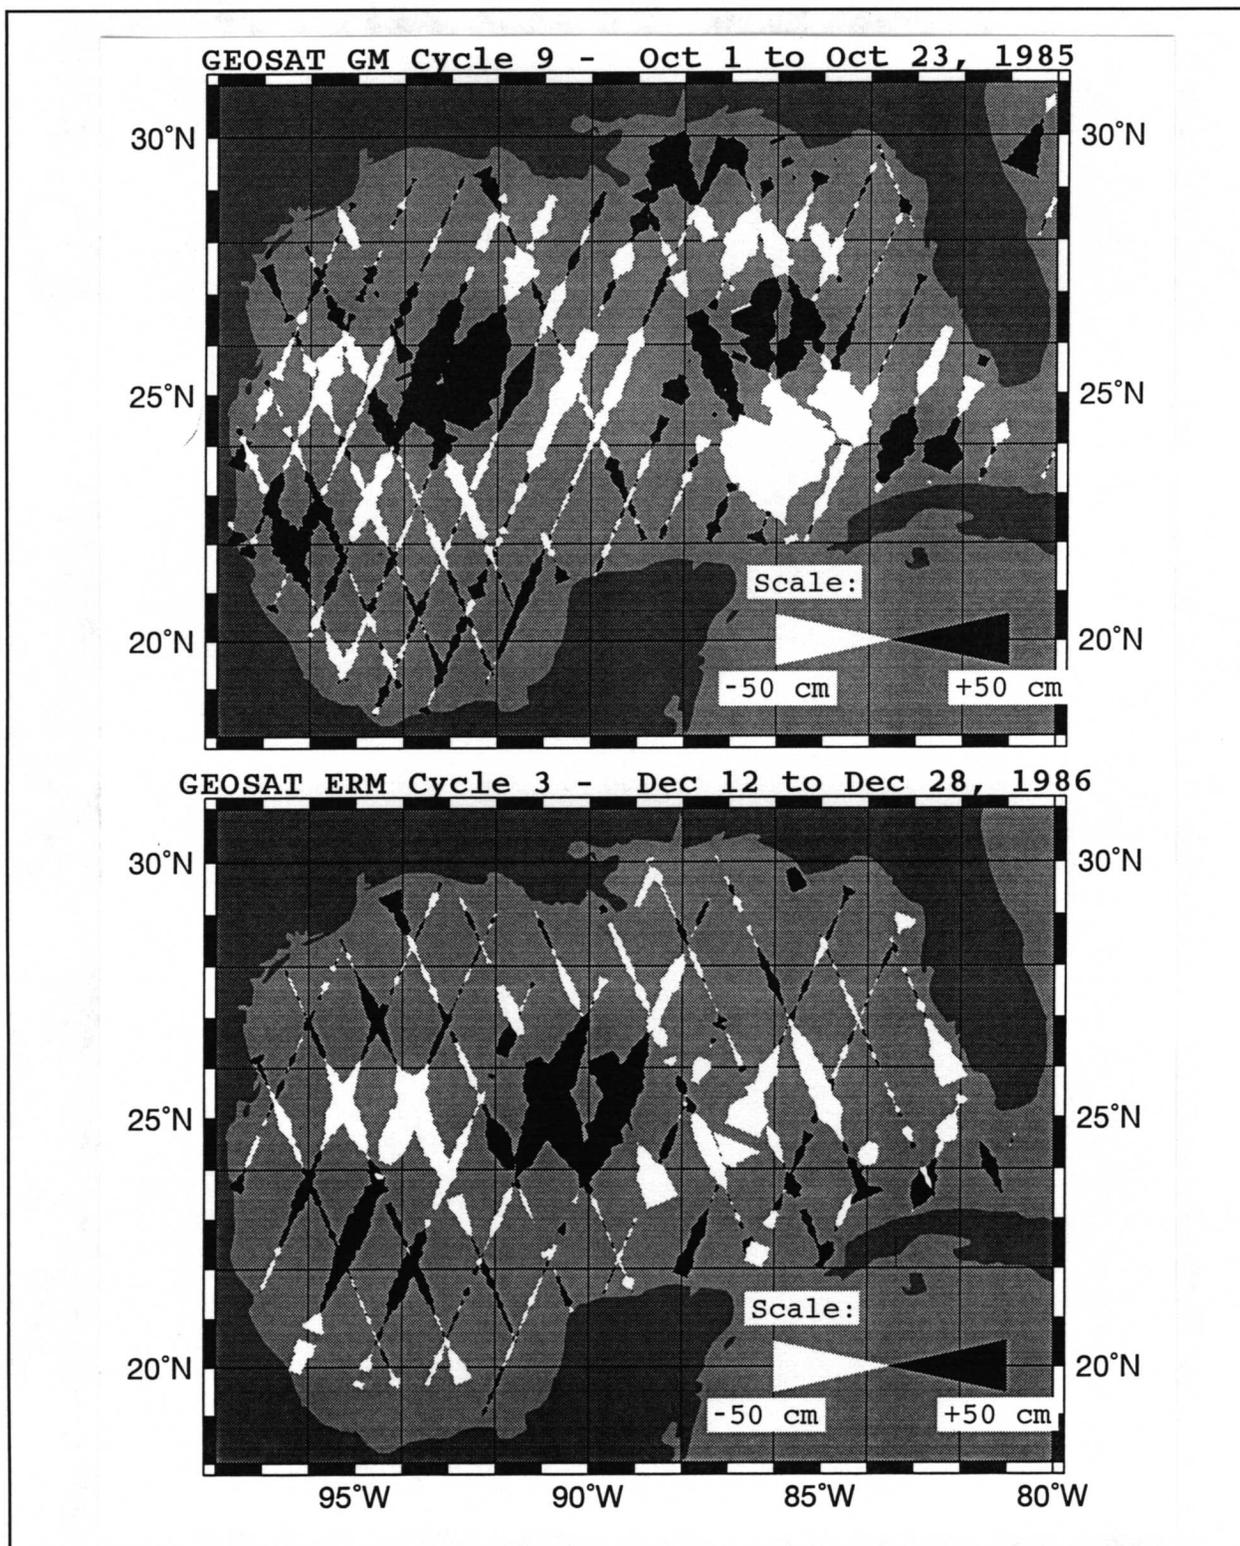 GEOSAT GM Cycle 9 - Oct 1 to Oct 23, 1985
30°N 30°N
25°N 25°N
Scale:
20°N 20°N
-50 cm +50 cm
GEOSAT ERM Cycle 3 - Dec 12 to Dec 28, 1986
30°N 30°N
25°N 25°N
Scale:
20°N 20°N
-50 cm +50 cm
95°W 90°W 85°W 80°W